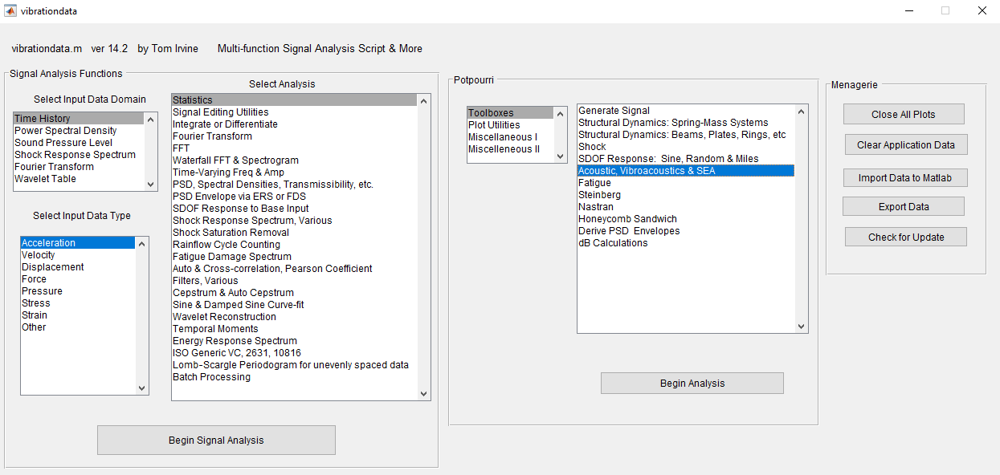 vibrationdata
vibrationdata.m ver 14.2 by Tom Irvine Multi-function Signal Analysis Script & More
Signal Analysis Functions
Select Input Data Domain
Time History
Power Spectral Density
Sound Pressure Level
Shock Response Spectrum
Fourier Transform
Wavelet Table
Select Input Data Type
Acceleration
Velocity
Displacement
Force
Pressure
Stress
Strain
Other
Select Analysis
Statistics
Signal Editing Utilities
Integrate or Differentiate
Fourier Transform
FFT
Waterfall FFT & Spectrogram
Time-Varying Freq & Amp
PSD, Spectral Densities, Transmissibility, etc.
PSD Envelope via ERS or FDS
SDOF Response to Base Input
Shock Response Spectrum, Various
Shock Saturation Removal
Rainflow Cycle Counting
Fatigue Damage Spectrum
Auto & Cross-correlation, Pearson Coefficient
Filters, Various
Cepstrum & Auto Cepstrum
Sine & Damped Sine Curve-fit
Wavelet Reconstruction
Temporal Moments
Energy Response Spectrum
ISO Generic VC, 2631, 10816
Lomb-Scargle Periodogram for unevenly spaced data
Batch Processing
Begin Signal Analysis
Potpourri
Toolboxes
Plot Utilities
Miscellaneous I
Miscelleneous II
Generate Signal
Structural Dynamics: Spring-Mass Systems
Structural Dynamics: Beams, Plates, Rings, etc
Shock
SDOF Response: Sine, Random & Miles
Acoustic, Vibroacoustics & SEA
Fatigue
Steinberg
Nastran
Honeycomb Sandwich
Derive PSD Envelopes
dB Calculations
Begin Analysis
Menagerie
Close All Plots
Clear Application Data
Import Data to Matlab
Export Data
Check for Update